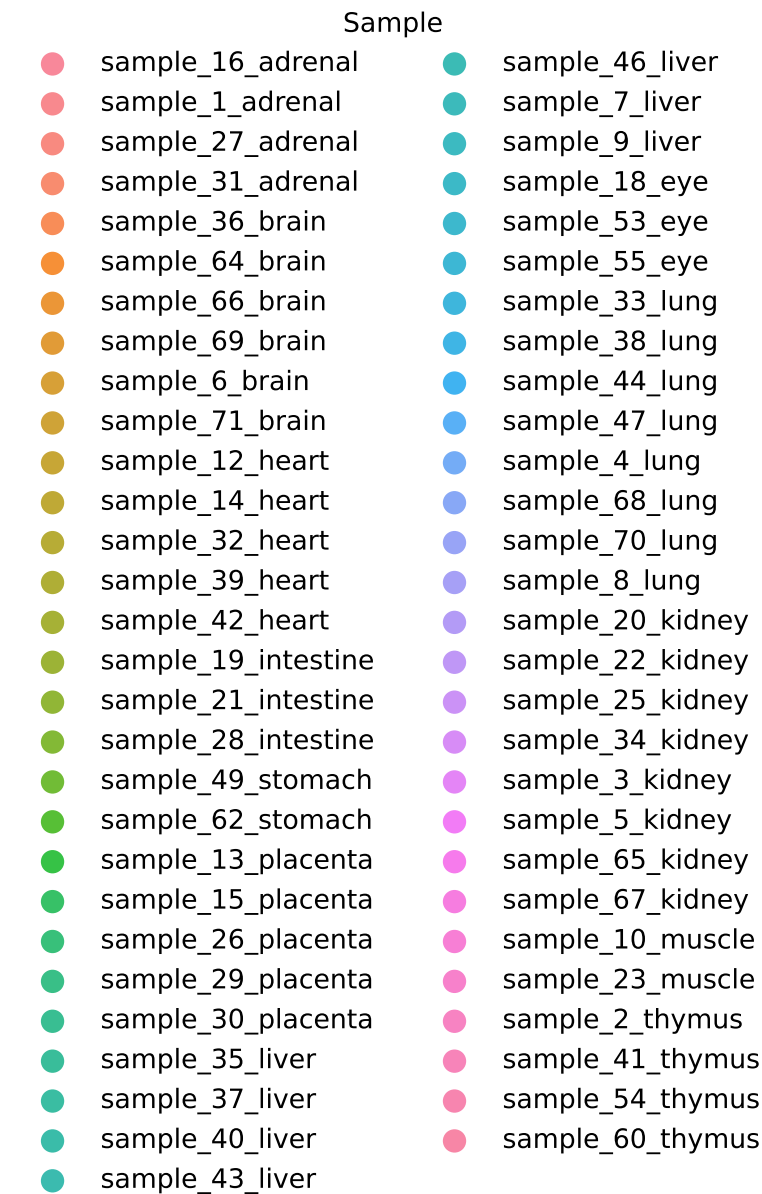 Sample
sample_16_adrenal
sample_1_adrenal
sample_27_adrenal
sample_31_adrenal
sample_36_brain
sample_64_brain
sample_66_brain
sample_69_brain
sample_6_brain
sample_71_brain
sample_12_heart
sample_14_heart
sample_32_heart
sample_39_heart
sample_42_heart
sample_19_intestine
sample_21_intestine
sample_28_intestine
sample_49_stomach
sample_62_stomach
sample_13_placenta
sample_15_placenta
sample_26_placenta
sample_29_placenta
sample_30_placenta
sample_35_liver
sample_37_liver
sample_40_liver
sample_43_liver
sample_46_liver
sample_7_liver
sample_9_liver
sample_18_eye
sample_53_eye
sample_55_eye
sample_33_lung
sample_38_lung
sample_44_lung
sample_47_lung
sample_4_lung
sample_68_lung
sample_70_lung
sample_8_lung
sample_20_kidney
sample_22_kidney
sample_25_kidney
sample_34_kidney
sample_3_kidney
sample_5_kidney
sample_65_kidney
sample_67_kidney
sample_10_muscle
sample_23_muscle
sample_2_thymus
sample_41_thymus
sample_54_thymus
sample_60_thymus